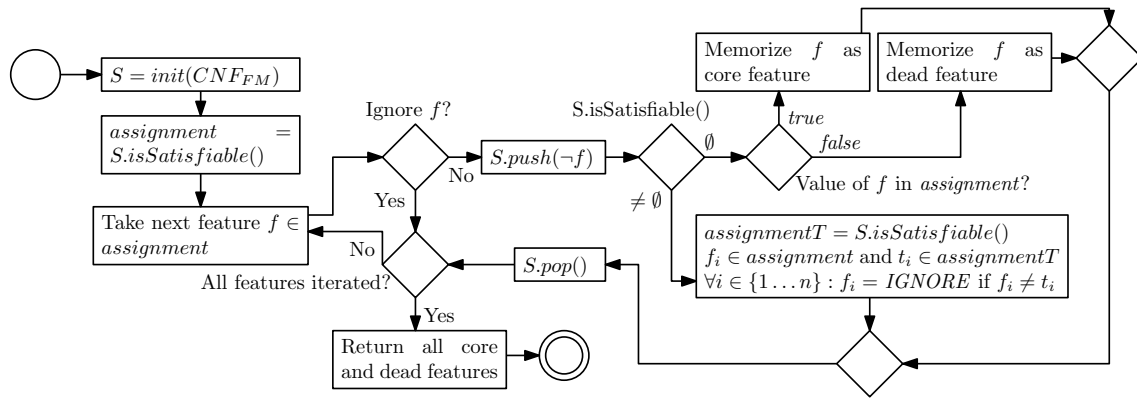 S = init(CNF_FM)
assignment =
S.isSatisfiable()
Take next feature f ∈
assignment
Ignore f?
No
Yes
S.push(¬f)
S.isSatisfiable()
∅
≠ ∅
Memorize f as
core feature
Memorize f as
dead feature
true
false
Value of f in assignment?
assignmentT = S.isSatisfiable()
f_i ∈ assignment and t_i ∈ assignmentT
∀i ∈ {1 … n} : f_i = IGNORE if f_i ≠ t_i
S.pop()
No
All features iterated?
Yes
Return all core
and dead features